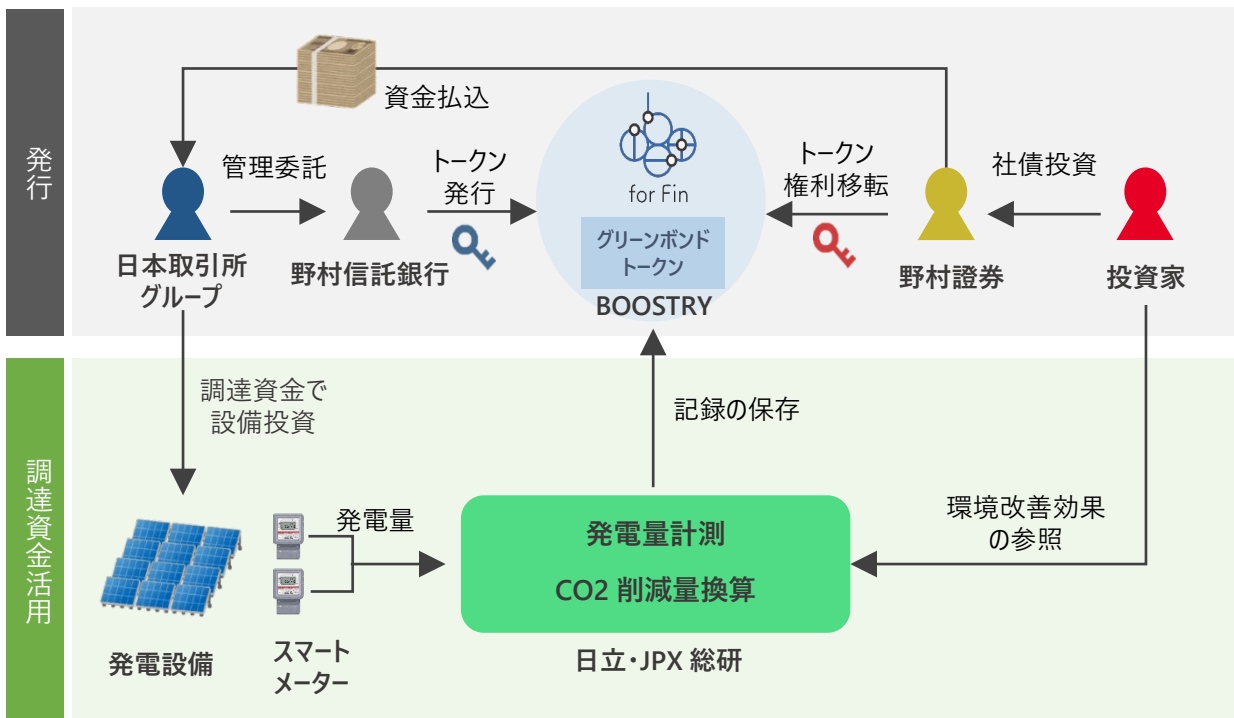 発行
資金払込
管理委託
トークン
発行
for Fin
グリーンボンド
トークン
BOOSTRY
トークン
権利移転
社債投資
日本取引所
グループ
野村信託銀行
野村證券
投資家
調達資金活用
調達資金で
設備投資
記録の保存
発電量
発電量計測
CO2 削減量換算
環境改善効果
の参照
発電設備
スマート
メーター
日立・JPX 総研